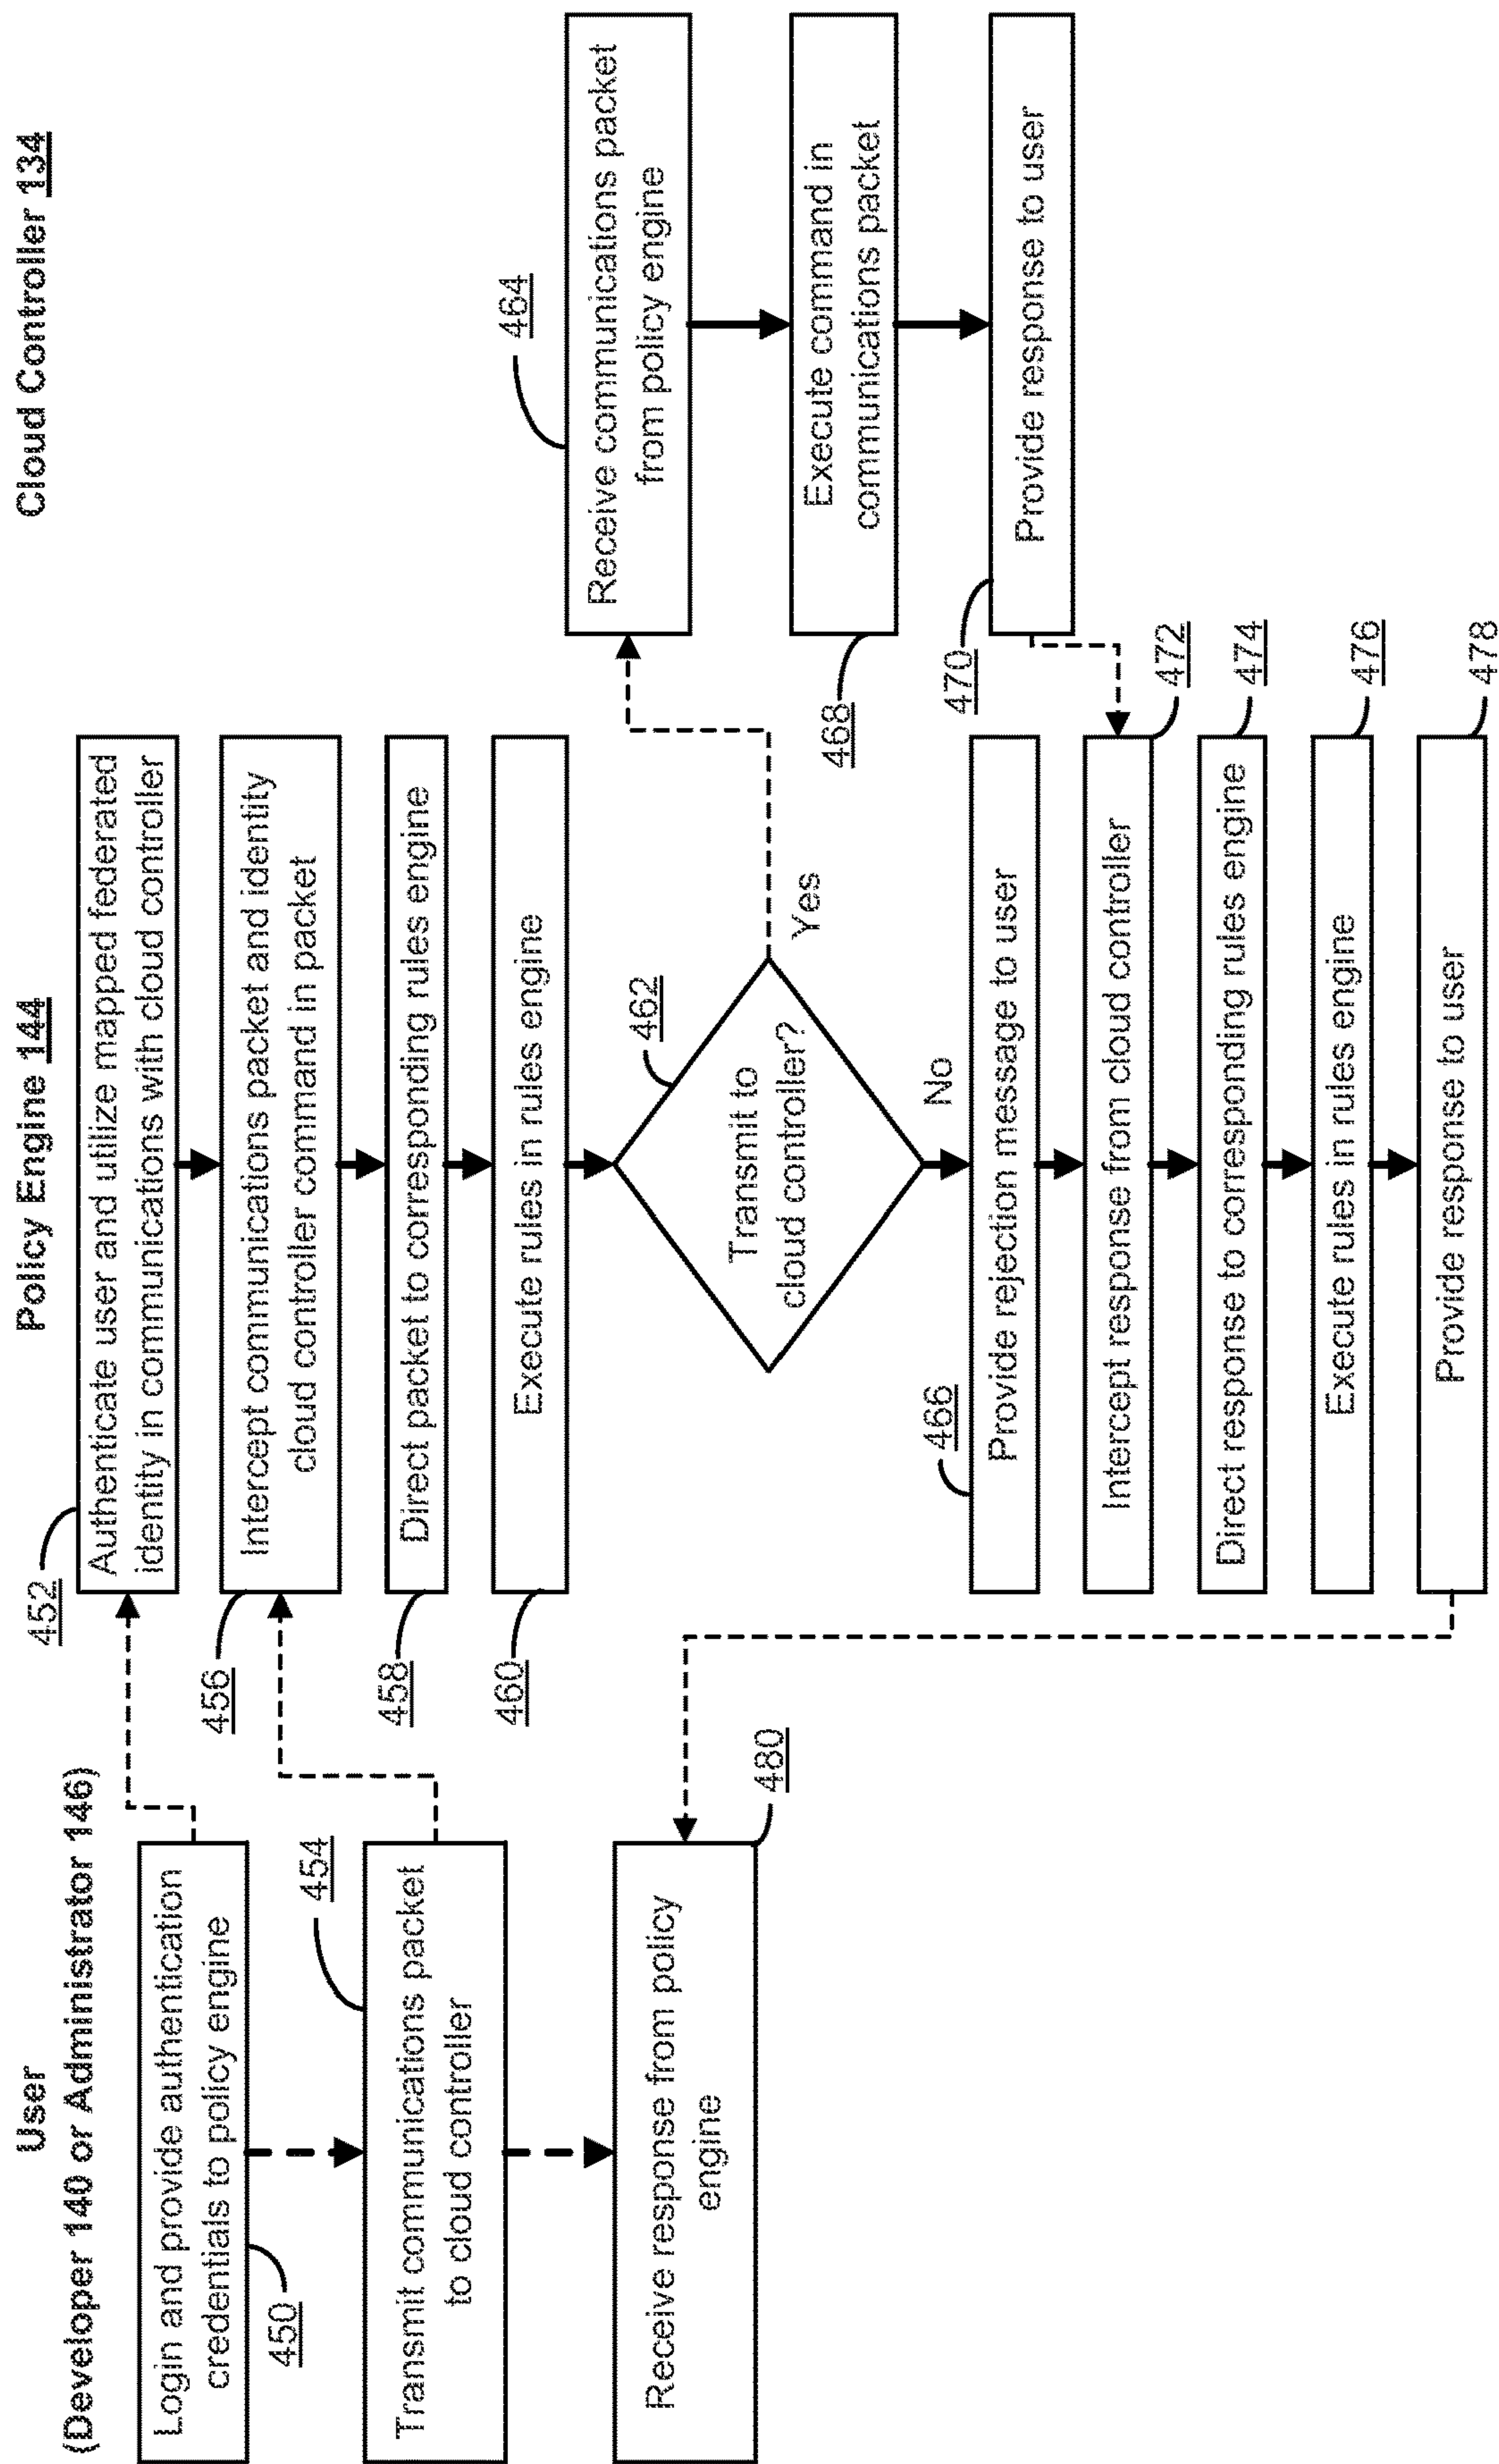 User
(Developer 140 or Administrator 146)
Login and provide authentication
credentials to policy engine
450
Transmit communications packet
to cloud controller
454
Receive response from policy
engine
480
Policy Engine 144
452
Authenticate user and utilize mapped federated
identity in communications with cloud controller
456
Intercept communications packet and identity
cloud controller command in packet
458
Direct packet to corresponding rules engine
460
Execute rules in rules engine
462
Transmit to
cloud controller?
Yes
No
466
Provide rejection message to user
Intercept response from cloud controller
472
Direct response to corresponding rules engine
474
Execute rules in rules engine
476
Provide response to user
478
Cloud Controller 134
464
Receive communications packet
from policy engine
468
Execute command in
communications packet
470
Provide response to user